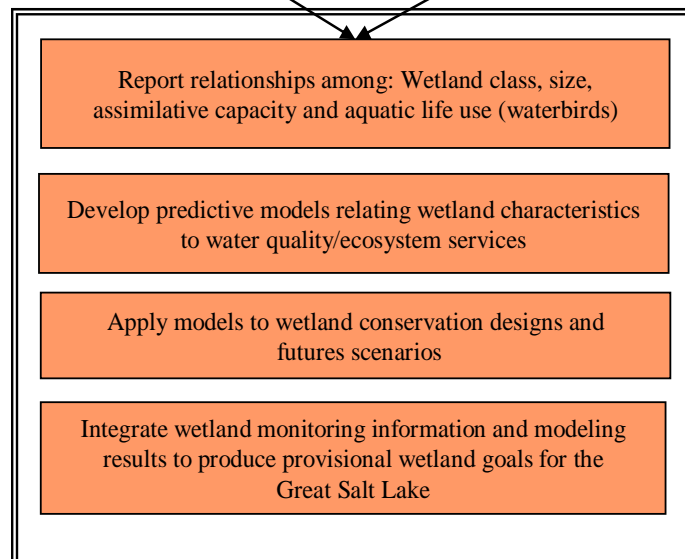 Report relationships among: Wetland class, size,
assimilative capacity and aquatic life use (waterbirds)
Develop predictive models relating wetland characteristics
to water quality/ecosystem services
Apply models to wetland conservation designs and
futures scenarios
Integrate wetland monitoring information and modeling
results to produce provisional wetland goals for the
Great Salt Lake